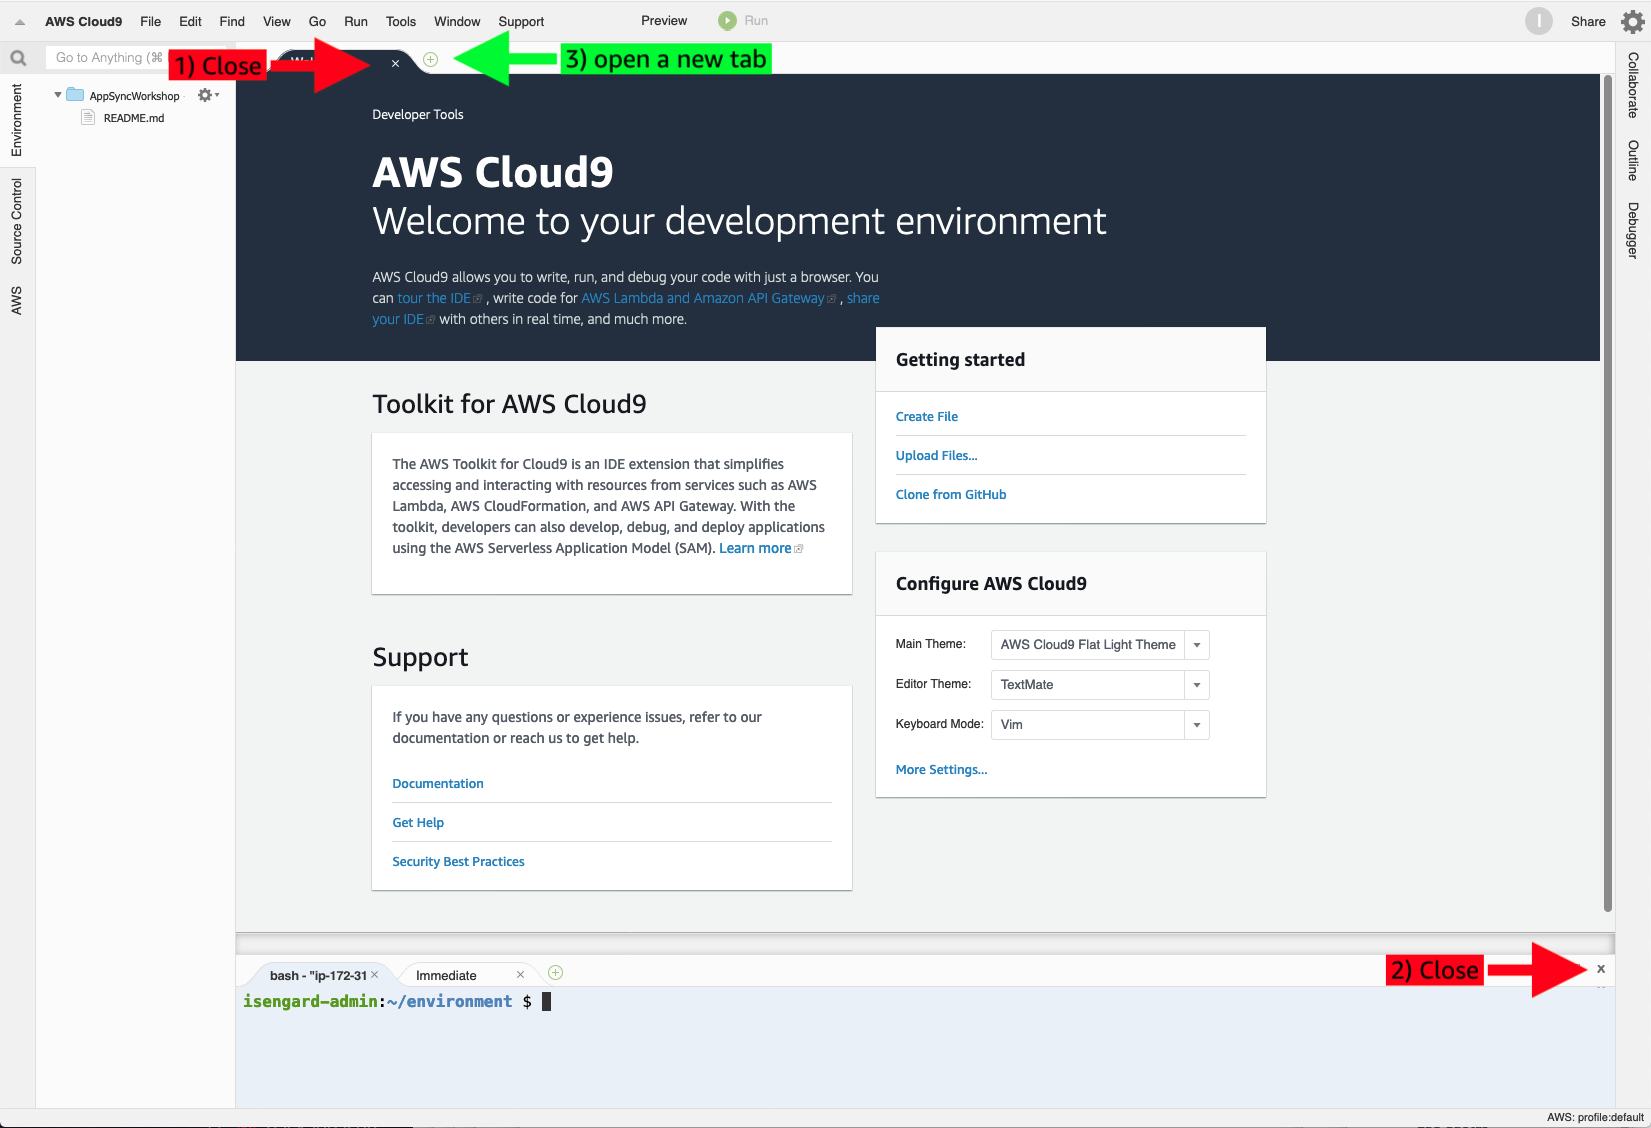 AWS Cloud9 File Edit Find View Go Run Tools Window Support Preview Run Share
Go to Anything (⌘
1) Close
3) open a new tab
Environment
Source Control
AWS
AppSyncWorkshop
README.md
Developer Tools
AWS Cloud9
Welcome to your development environment
AWS Cloud9 allows you to write, run, and debug your code with just a browser. You
can tour the IDE , write code for AWS Lambda and Amazon API Gateway , share
your IDE with others in real time, and much more.
Toolkit for AWS Cloud9
The AWS Toolkit for Cloud9 is an IDE extension that simplifies
accessing and interacting with resources from services such as AWS
Lambda, AWS CloudFormation, and AWS API Gateway. With the
toolkit, developers can also develop, debug, and deploy applications
using the AWS Serverless Application Model (SAM). Learn more
Support
If you have any questions or experience issues, refer to our
documentation or reach us to get help.
Documentation
Get Help
Security Best Practices
Getting started
Create File
Upload Files...
Clone from GitHub
Configure AWS Cloud9
Main Theme: AWS Cloud9 Flat Light Theme
Editor Theme: TextMate
Keyboard Mode: Vim
More Settings...
Collaborate
Outline
Debugger
bash - "ip-172-31 Immediate
2) Close
isengard-admin:~/environment $
AWS: profile:default